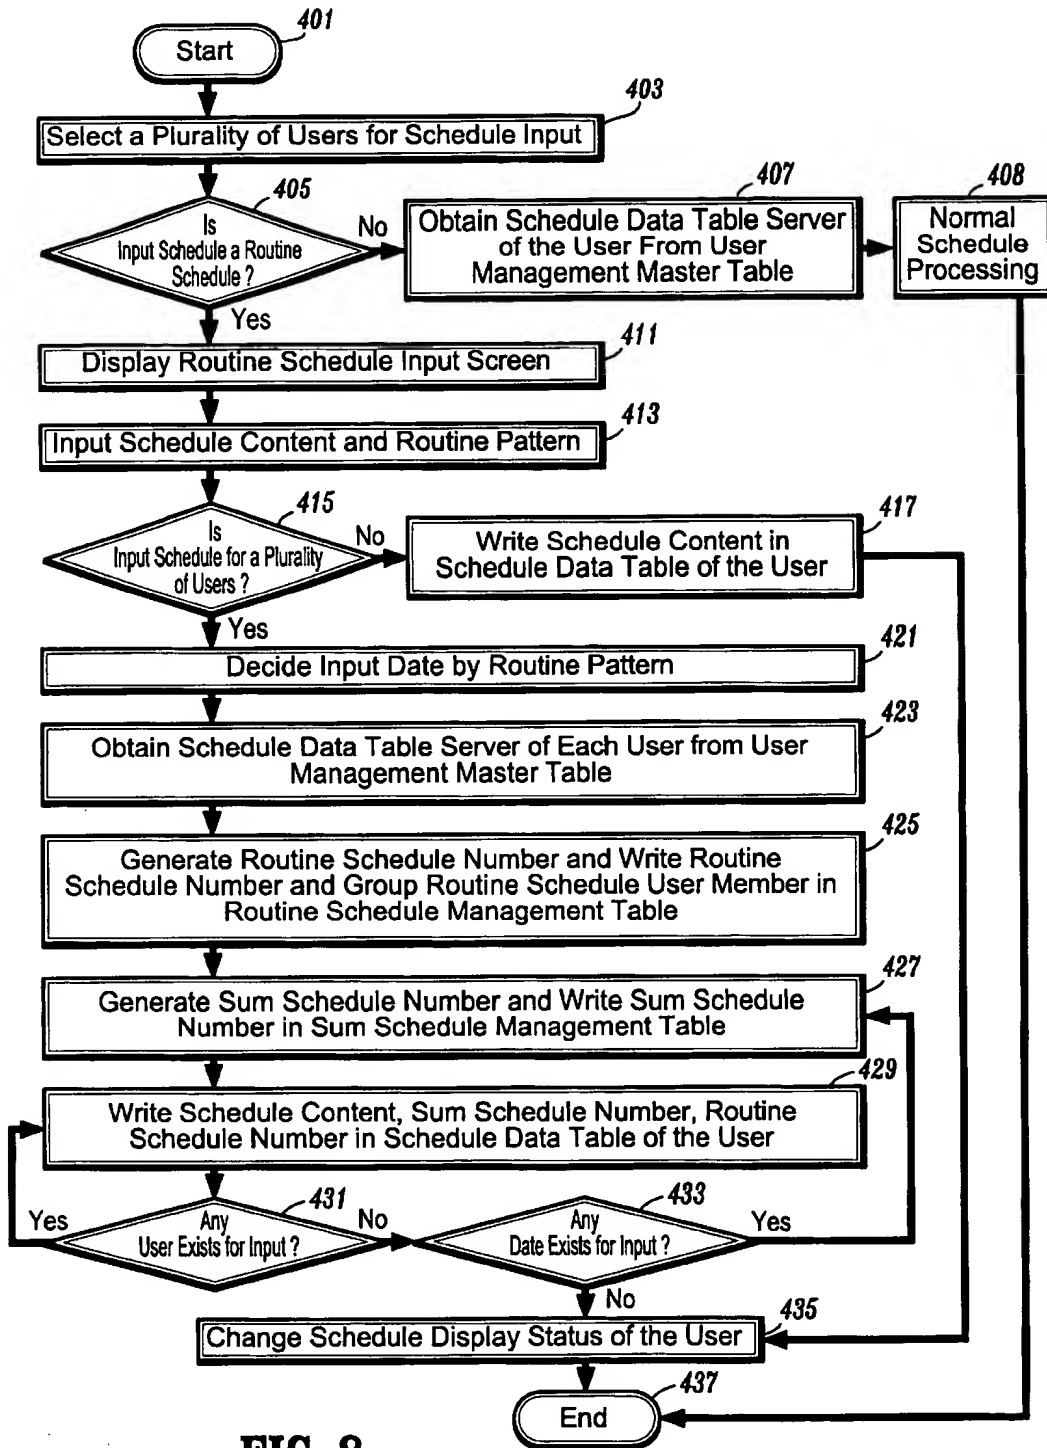 401
Start
403
Select a Plurality of Users for Schedule Input
405
Is
Input Schedule a Routine
Schedule ?
No
Yes
407
Obtain Schedule Data Table Server
of the User From User
Management Master Table
408
Normal
Schedule
Processing
411
Display Routine Schedule Input Screen
413
Input Schedule Content and Routine Pattern
415
Is
Input Schedule for a Plurality
of Users ?
No
Yes
417
Write Schedule Content in
Schedule Data Table of the User
421
Decide Input Date by Routine Pattern
423
Obtain Schedule Data Table Server of Each User from User
Management Master Table
425
Generate Routine Schedule Number and Write Routine
Schedule Number and Group Routine Schedule User Member in
Routine Schedule Management Table
427
Generate Sum Schedule Number and Write Sum Schedule
Number in Sum Schedule Management Table
429
Write Schedule Content, Sum Schedule Number, Routine
Schedule Number in Schedule Data Table of the User
431
Yes
Any
User Exists for Input ?
No
433
Any
Date Exists for Input ?
Yes
No
435
Change Schedule Display Status of the User
437
End
FIG. 8